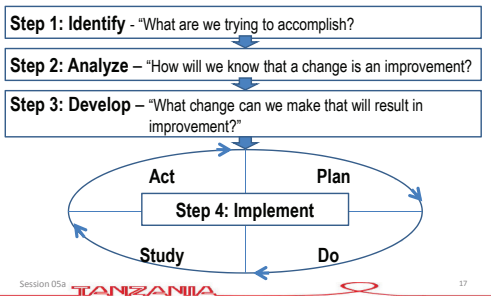 Step 1: Identify - “What are we trying to accomplish?
Step 2: Analyze – “How will we know that a change is an improvement?
Step 3: Develop – “What change can we make that will result in
improvement?”
Act Plan
Step 4: Implement
Study Do
Session 05a
17